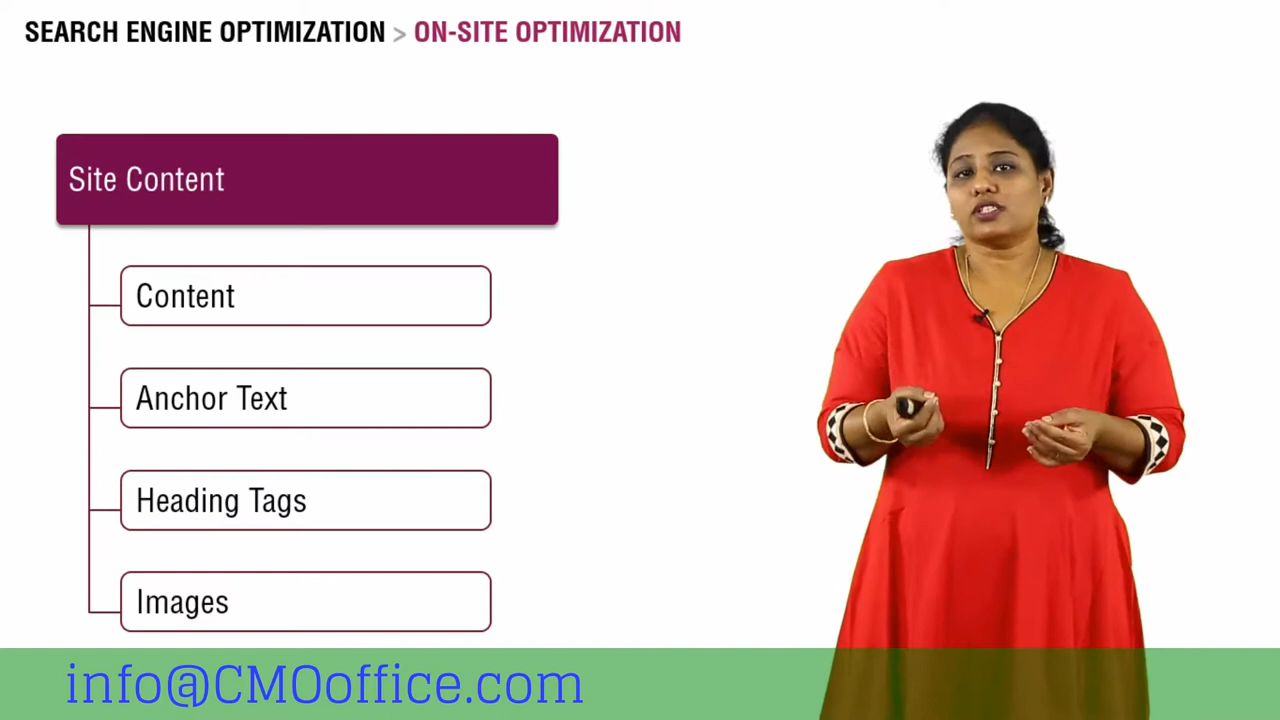 SEARCH ENGINE OPTIMIZATION > ON-SITE OPTIMIZATION
Site Content
Content
Anchor Text
Heading Tags
Images
info@CMOoffice.com